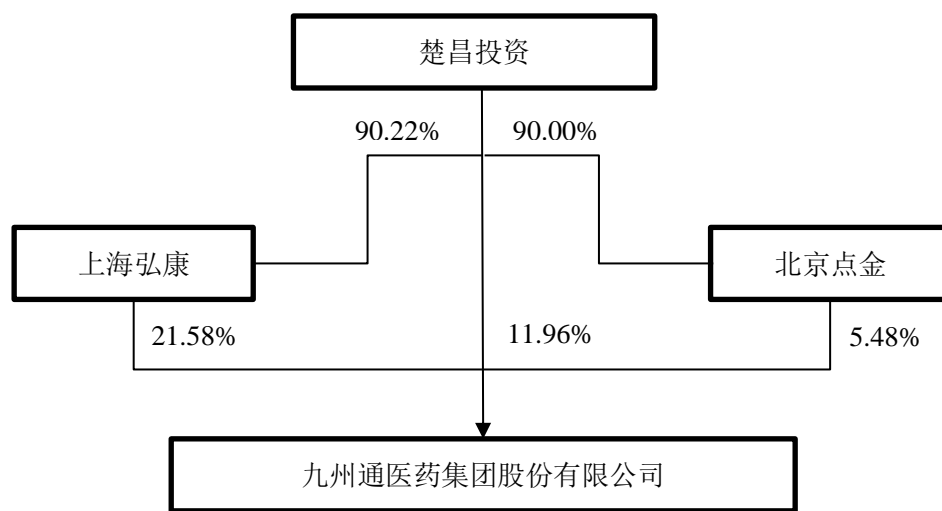 楚昌投资
90.22%
90.00%
上海弘康
北京点金
21.58%
11.96%
5.48%
九州通医药集团股份有限公司